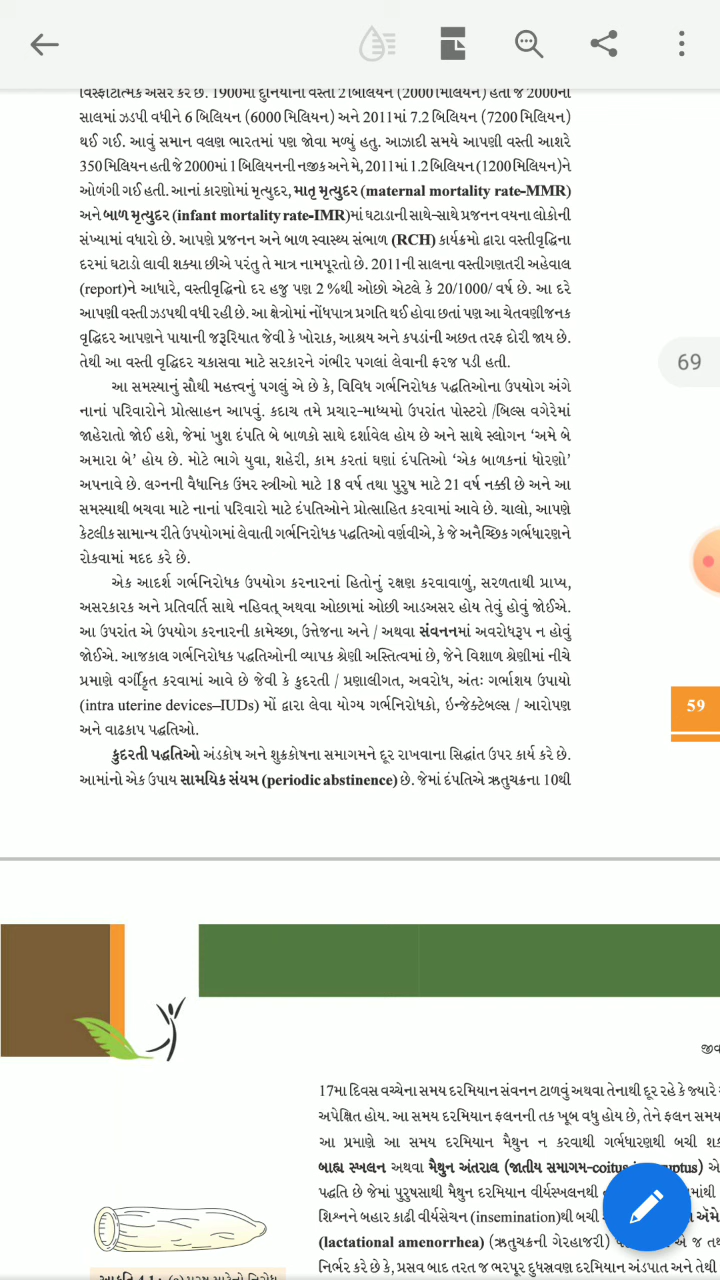 વિસ્ફોટાત્મક અસર કરે છે. 1900માં દુનિયાની વસ્તી 2 બિલિયન (2000 મિલિયન) હતી જે 2000ના
સાલમાં ઝડપી વધીને 6 બિલિયન (6000 મિલિયન) અને 2011માં 7.2 બિલિયન (7200 મિલિયન)
થઈ ગઈ. આવું સમાન વલણ ભારતમાં પણ જોવા મળ્યું હતુ. આઝાદી સમયે આપણી વસ્તી આશરે
350 મિલિયન હતી જે 2000માં 1 બિલિયનની નજીક અને મે, 2011માં 1.2 બિલિયન (1200 મિલિયન)ને
ઓળંગી ગઈ હતી. આનાં કારણોમાં મૃત્યુદર, માતૃ મૃત્યુદર (maternal mortality rate-MMR)
અને બાળ મૃત્યુદર (infant mortality rate-IMR)માં ઘટાડાની સાથે-સાથે પ્રજનન વયના લોકોની
સંખ્યામાં વધારો છે. આપણે પ્રજનન અને બાળ સ્વાસ્થ્ય સંભાળ (RCH) કાર્યક્રમો દ્વારા વસ્તીવૃદ્ધિના
દરમાં ઘટાડો લાવી શક્યા છીએ પરંતુ તે માત્ર નામપૂરતો છે. 2011ની સાલના વસ્તીગણતરી અહેવાલ
(report)ને આધારે, વસ્તીવૃદ્ધિનો દર હજુ પણ 2 %થી ઓછો એટલે કે 20/1000/ વર્ષ છે. આ દરે
આપણી વસ્તી ઝડપથી વધી રહી છે. આ ક્ષેત્રોમાં નોંધપાત્ર પ્રગતિ થઈ હોવા છતાં પણ આ ચેતવણીજનક
વૃદ્ધિદર આપણને પાયાની જરૂરિયાત જેવી કે ખોરાક, આશ્રય અને કપડાંની અછત તરફ દોરી જાય છે.
તેથી આ વસ્તી વૃદ્ધિદર ચકાસવા માટે સરકારને ગંભીર પગલાં લેવાની ફરજ પડી હતી.
69
આ સમસ્યાનું સૌથી મહત્ત્વનું પગલું એ છે કે, વિવિધ ગર્ભનિરોધક પદ્ધતિઓના ઉપયોગ અંગે
નાનાં પરિવારોને પ્રોત્સાહન આપવું. કદાચ તમે પ્રચાર-માધ્યમો ઉપરાંત પોસ્ટરો /બિલ્સ વગેરેમાં
જાહેરાતો જોઈ હશે, જેમાં ખુશ દંપતિ બે બાળકો સાથે દર્શાવેલ હોય છે અને સાથે સ્લોગન ‘અમે બે
અમારા બે’ હોય છે. મોટે ભાગે યુવા, શહેરી, કામ કરતાં ઘણાં દંપતિઓ ‘એક બાળકનાં ધોરણો’
અપનાવે છે. લગ્નની વૈધાનિક ઉંમર સ્ત્રીઓ માટે 18 વર્ષ તથા પુરુષ માટે 21 વર્ષ નક્કી છે અને આ
સમસ્યાથી બચવા માટે નાનાં પરિવારો માટે દંપતિઓને પ્રોત્સાહિત કરવામાં આવે છે. ચાલો, આપણે
કેટલીક સામાન્ય રીતે ઉપયોગમાં લેવાતી ગર્ભનિરોધક પદ્ધતિઓ વર્ણવીએ, કે જે અનૈચ્છિક ગર્ભધારણને
રોકવામાં મદદ કરે છે.
એક આદર્શ ગર્ભનિરોધક ઉપયોગ કરનારનાં હિતોનું રક્ષણ કરવાવાળું, સરળતાથી પ્રાપ્ય,
અસરકારક અને પ્રતિવર્તિ સાથે નહિવત્ અથવા ઓછામાં ઓછી આડઅસર હોય તેવું હોવું જોઈએ.
આ ઉપરાંત એ ઉપયોગ કરનારની કામેચ્છા, ઉત્તેજના અને / અથવા સંવનનમાં અવરોધરૂપ ન હોવું
જોઈએ. આજકાલ ગર્ભનિરોધક પદ્ધતિઓની વ્યાપક શ્રેણી અસ્તિત્વમાં છે, જેને વિશાળ શ્રેણીમાં નીચે
પ્રમાણે વર્ગીકૃત કરવામાં આવે છે જેવી કે કુદરતી / પ્રણાલીગત, અવરોધ, અંતઃ ગર્ભાશય ઉપાયો
(intra uterine devices–IUDs) મોં દ્વારા લેવા યોગ્ય ગર્ભનિરોધકો, ઇન્જેક્ટેબલ્સ / આરોપણ
અને વાઢકાપ પદ્ધતિઓ.
59
કુદરતી પદ્ધતિઓ અંડકોષ અને શુક્રકોષના સમાગમને દૂર રાખવાના સિદ્ધાંત ઉપર કાર્ય કરે છે.
આમાંનો એક ઉપાય સામયિક સંયમ (periodic abstinence) છે. જેમાં દંપતિએ ઋતુચક્રના 10થી
જીવ
17મા દિવસ વચ્ચેના સમય દરમિયાન સંવનન ટાળવું અથવા તેનાથી દૂર રહે કે જ્યારે
અપેક્ષિત હોય. આ સમય દરમિયાન ફલનની તક ખૂબ વધુ હોય છે, તેને ફલન સમય
આ પ્રમાણે આ સમય દરમિયાન મૈથુન ન કરવાથી ગર્ભધારણથી બચી શક
બાહ્ય સ્ખલન અથવા મૈથુન અંતરાલ (જાતીય સમાગમ-coitus એ
પદ્ધતિ છે જેમાં પુરુષસાથી મૈથુન દરમિયાન વીર્યસ્ખલનથી
શિશ્નને બહાર કાઢી વીર્યસેચન (insemination)થી બચી
(lactational amenorrhea) (ઋતુચક્રની ગેરહાજરી) એ જ
નિર્ભર કરે છે કે, પ્રસવ બાદ તરત જ ભરપૂર દુધસ્ત્રવણ દરમિયાન અંડપાત અને તેથી